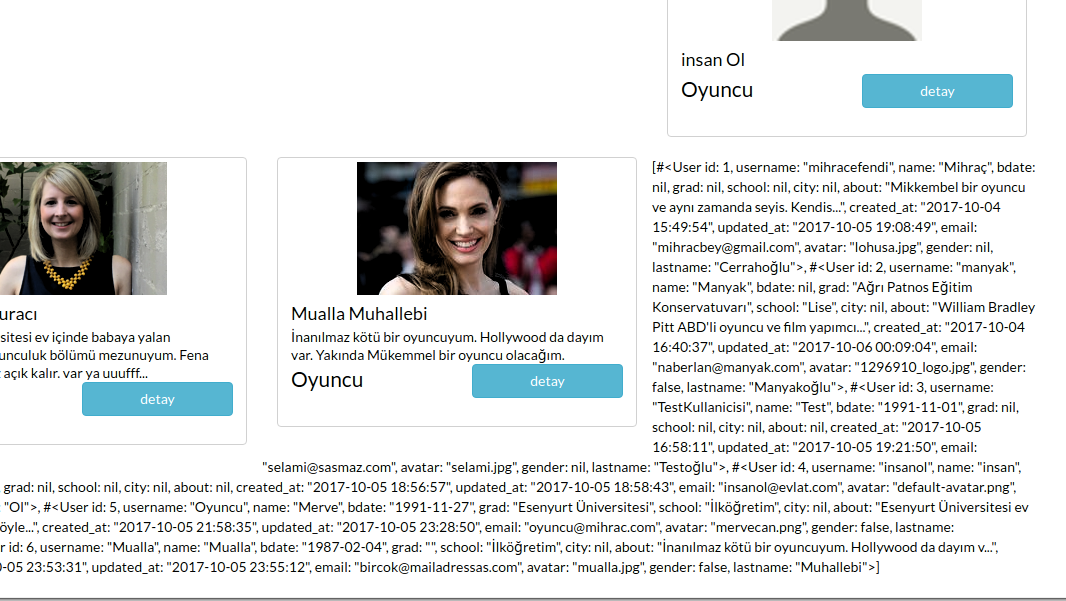 insan Ol
Oyuncu
detay
uracı
sitesi ev içinde babaya yalan
unculuk bölümü mezunuyum. Fena
açık kalır. var ya uuufff...
detay
Mualla Muhallebi
İnanılmaz kötü bir oyuncuyum. Hollywood da dayım
var. Yakında Mükemmel bir oyuncu olacağım.
Oyuncu
detay
[#<User id: 1, username: "mihracefendi", name: "Mihraç", bdate:
nil, grad: nil, school: nil, city: nil, about: "Mikkembel bir oyuncu
ve aynı zamanda seyis. Kendis...", created_at: "2017-10-04
15:49:54", updated_at: "2017-10-05 19:08:49", email:
"mihracbey@gmail.com", avatar: "lohusa.jpg", gender: nil,
lastname: "Cerrahoğlu">, #<User id: 2, username: "manyak",
name: "Manyak", bdate: nil, grad: "Ağrı Patnos Eğitim
Konservatuvarı", school: "Lise", city: nil, about: "William Bradley
Pitt ABD'li oyuncu ve film yapımcı...", created_at: "2017-10-04
16:40:37", updated_at: "2017-10-06 00:09:04", email:
"naberlan@manyak.com", avatar: "1296910_logo.jpg", gender:
false, lastname: "Manyakoğlu">, #<User id: 3, username:
"TestKullanicisi", name: "Test", bdate: "1991-11-01", grad: nil,
school: nil, city: nil, about: nil, created_at: "2017-10-05
16:58:11", updated_at: "2017-10-05 19:21:50", email:
"selami@sasmaz.com", avatar: "selami.jpg", gender: nil, lastname: "Testoğlu">, #<User id: 4, username: "insanol", name: "insan",
, grad: nil, school: nil, city: nil, about: nil, created_at: "2017-10-05 18:56:57", updated_at: "2017-10-05 18:58:43", email: "insanol@evlat.com", avatar: "default-avatar.png",
"Ol">, #<User id: 5, username: "Oyuncu", name: "Merve", bdate: "1991-11-27", grad: "Esenyurt Üniversitesi", school: "İlköğretim", city: nil, about: "Esenyurt Üniversitesi ev
öyle...", created_at: "2017-10-05 21:58:35", updated_at: "2017-10-05 23:28:50", email: "oyuncu@mihrac.com", avatar: "mervecan.png", gender: false, lastname:
r id: 6, username: "Mualla", name: "Mualla", bdate: "1987-02-04", grad: "", school: "İlköğretim", city: nil, about: "İnanılmaz kötü bir oyuncuyum. Hollywood da dayım v...",
0-05 23:53:31", updated_at: "2017-10-05 23:55:12", email: "bircok@mailadressas.com", avatar: "mualla.jpg", gender: false, lastname: "Muhallebi">]